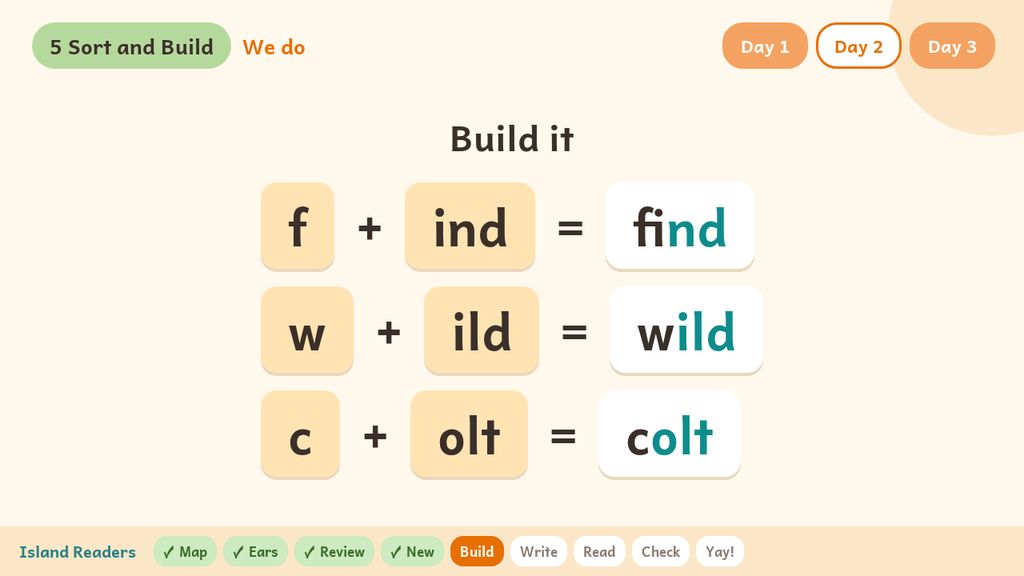 5 Sort and Build We do Day 1 Day 2 Day 3
Build it
f + ind = find
w + ild = wild
c + olt = colt
Island Readers ✓ Map ✓ Ears ✓ Review ✓ New Build Write Read Check Yay!